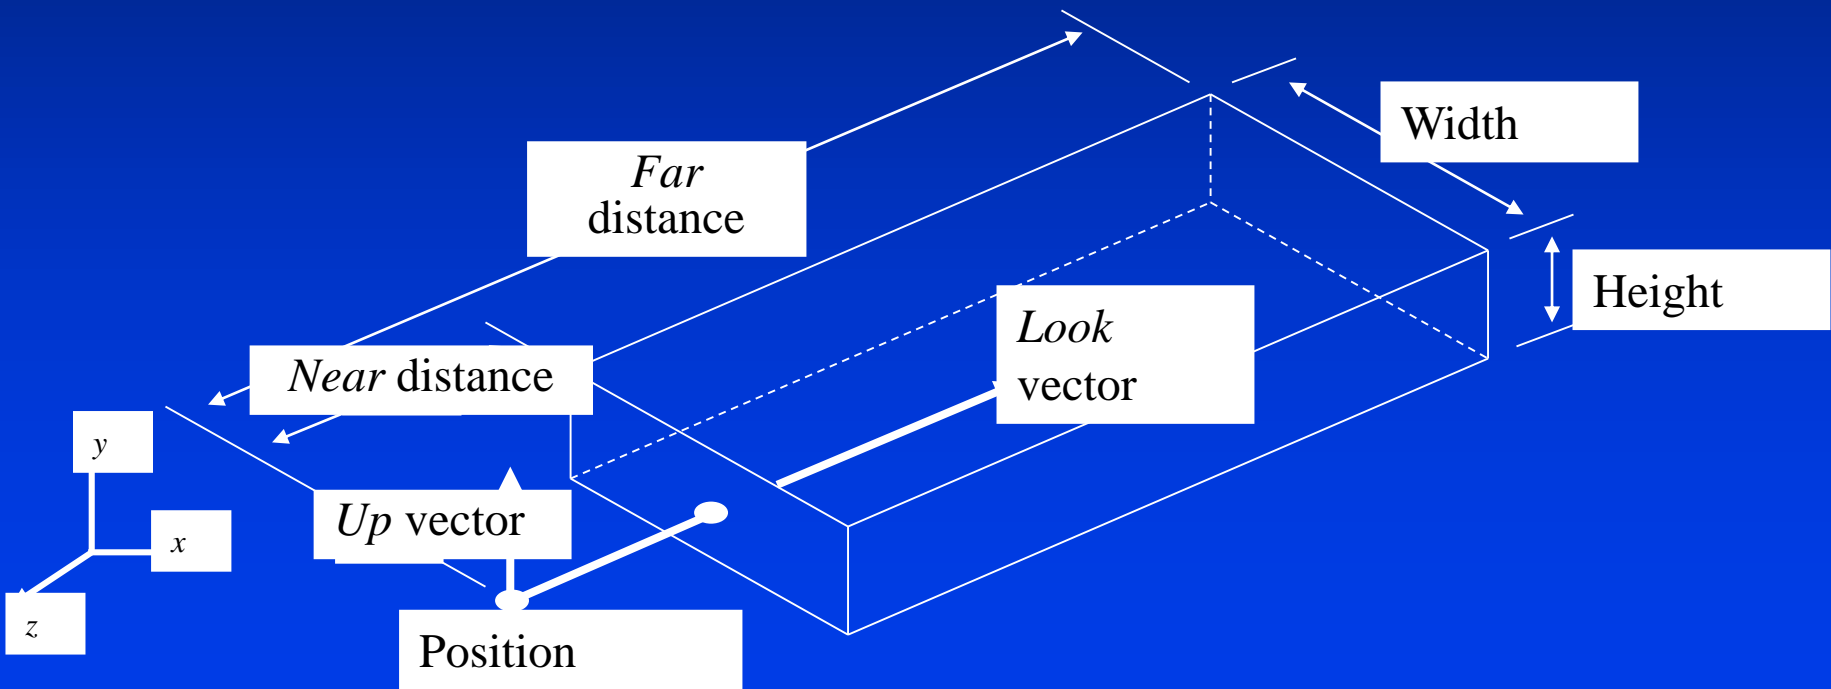 Width
Far
distance
Height
Look
vector
Near distance
y
Up vector
x
z
Position